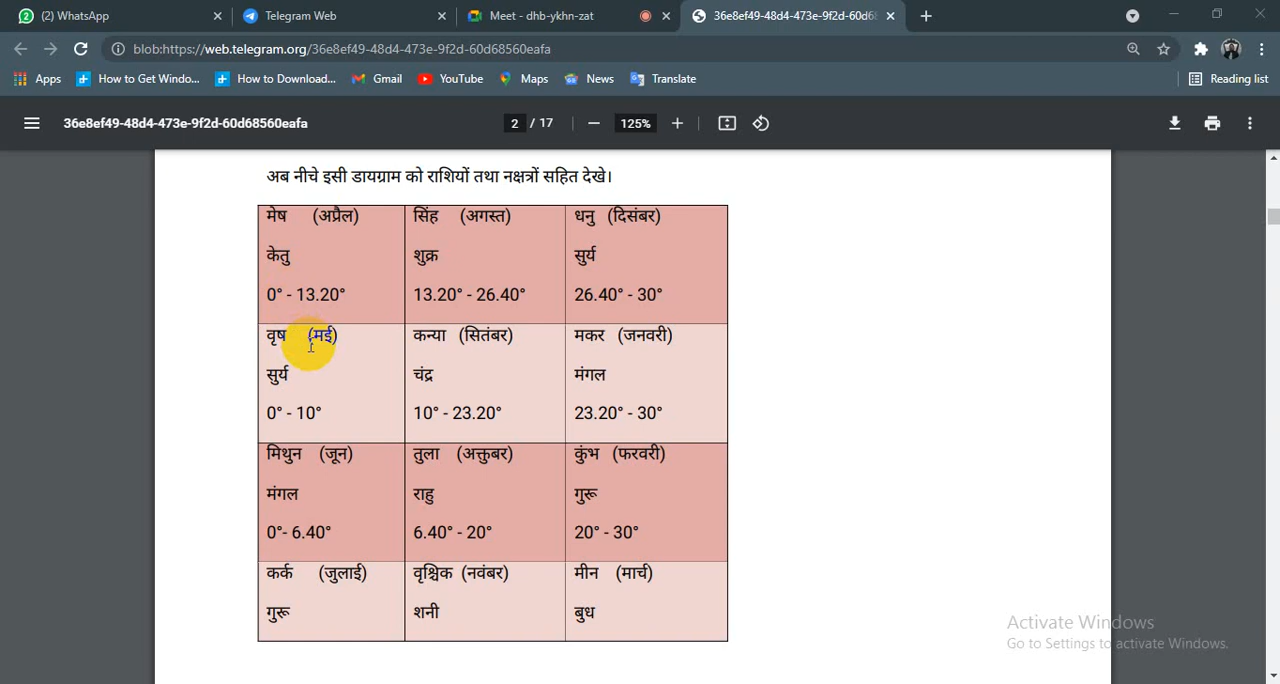 (2) WhatsApp
Telegram Web
Meet - dhb-ykhn-zat
36e8ef49-48d4-473e-9f2d-60d6
blob:https://web.telegram.org/36e8ef49-48d4-473e-9f2d-60d68560eafa
Apps How to Get Windo... How to Download... Gmail YouTube Maps News Translate Reading list
36e8ef49-48d4-473e-9f2d-60d68560eafa 2 / 17 125%
अब नीचे इसी डायग्राम को राशियों तथा नक्षत्रों सहित देखे।
मेष (अप्रैल) सिंह (अगस्त) धनु (दिसंबर)
केतु शुक्र सुर्य
0° - 13.20° 13.20° - 26.40° 26.40° - 30°
वृष (मई) कन्या (सितंबर) मकर (जनवरी)
सुर्य चंद्र मंगल
0° - 10° 10° - 23.20° 23.20° - 30°
मिथुन (जून) तुला (अक्तुबर) कुंभ (फरवरी)
मंगल राहु गुरू
0°- 6.40° 6.40° - 20° 20° - 30°
कर्क (जुलाई) वृश्चिक (नवंबर) मीन (मार्च)
गुरू शनी बुध
Activate Windows
Go to Settings to activate Windows.